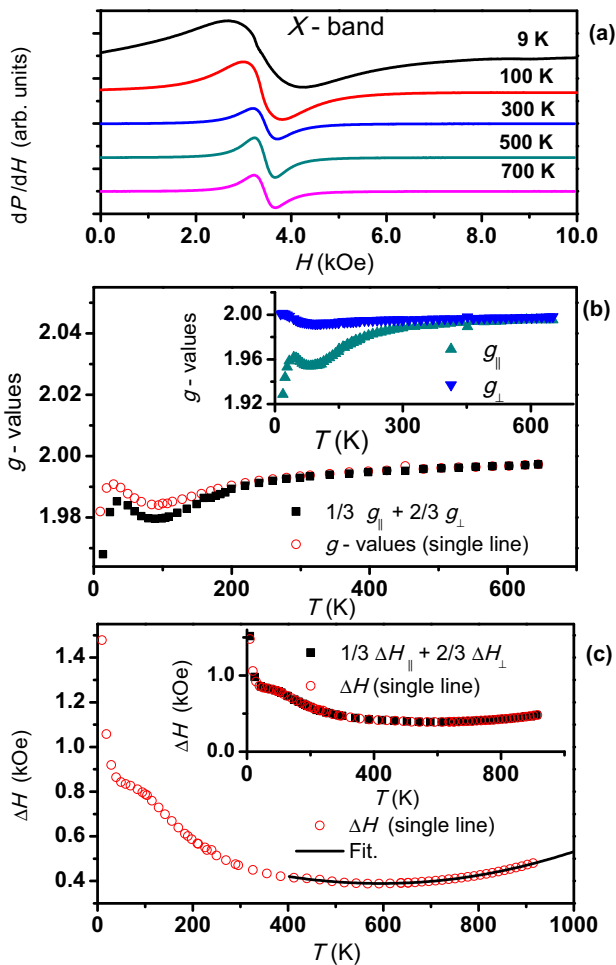 X - band
(a)
9 K
100 K
300 K
500 K
700 K
dP/dH (arb. units)
0.0 2.0 4.0 6.0 8.0 10.0
H (kOe)
(b)
2.04
2.02
2.00
1.98
g - values
2.00
1.96
1.92
g - values
g∥
g⊥
0 300 600
T (K)
1/3 g∥ + 2/3 g⊥
g - values (single line)
0 200 400 600
T (K)
(c)
1.4
1.2
1.0
0.8
0.6
0.4
ΔH (kOe)
1.0
0.0
ΔH (kOe)
1/3 ΔH∥ + 2/3 ΔH⊥
ΔH (single line)
0 400 800
T (K)
ΔH (single line)
Fit.
0 200 400 600 800 1000
T (K)